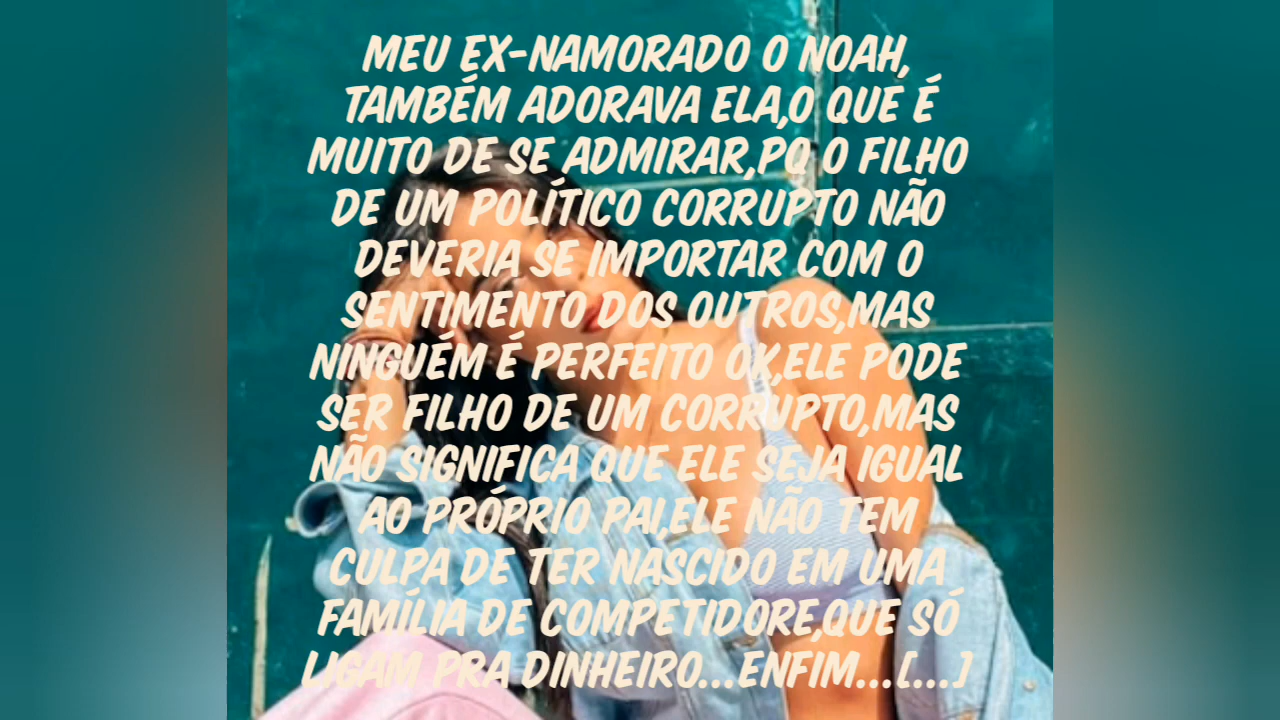 MEU EX-NAMORADO O NOAH,
TAMBÉM ADORAVA ELA,O QUE É
MUITO DE SE ADMIRAR,PQ O FILHO
DE UM POLÍTICO CORRUPTO NÃO
DEVERIA SE IMPORTAR COM O
SENTIMENTO DOS OUTROS,MAS
NINGUÉM É PERFEITO OK,ELE PODE
SER FILHO DE UM CORRUPTO,MAS
NÃO SIGNIFICA QUE ELE SEJA IGUAL
AO PRÓPRIO PAI,ELE NÃO TEM
CULPA DE TER NASCIDO EM UMA
FAMÍLIA DE COMPETIDORE,QUE SÓ
LIGAM PRA DINHEIRO...ENFIM...[...]